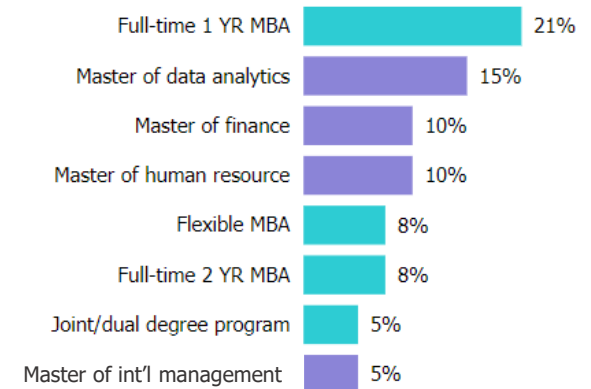 Full-time 1 YR MBA 21%
Master of data analytics 15%
Master of finance 10%
Master of human resource 10%
Flexible MBA 8%
Full-time 2 YR MBA 8%
Joint/dual degree program 5%
Master of int’l management 5%